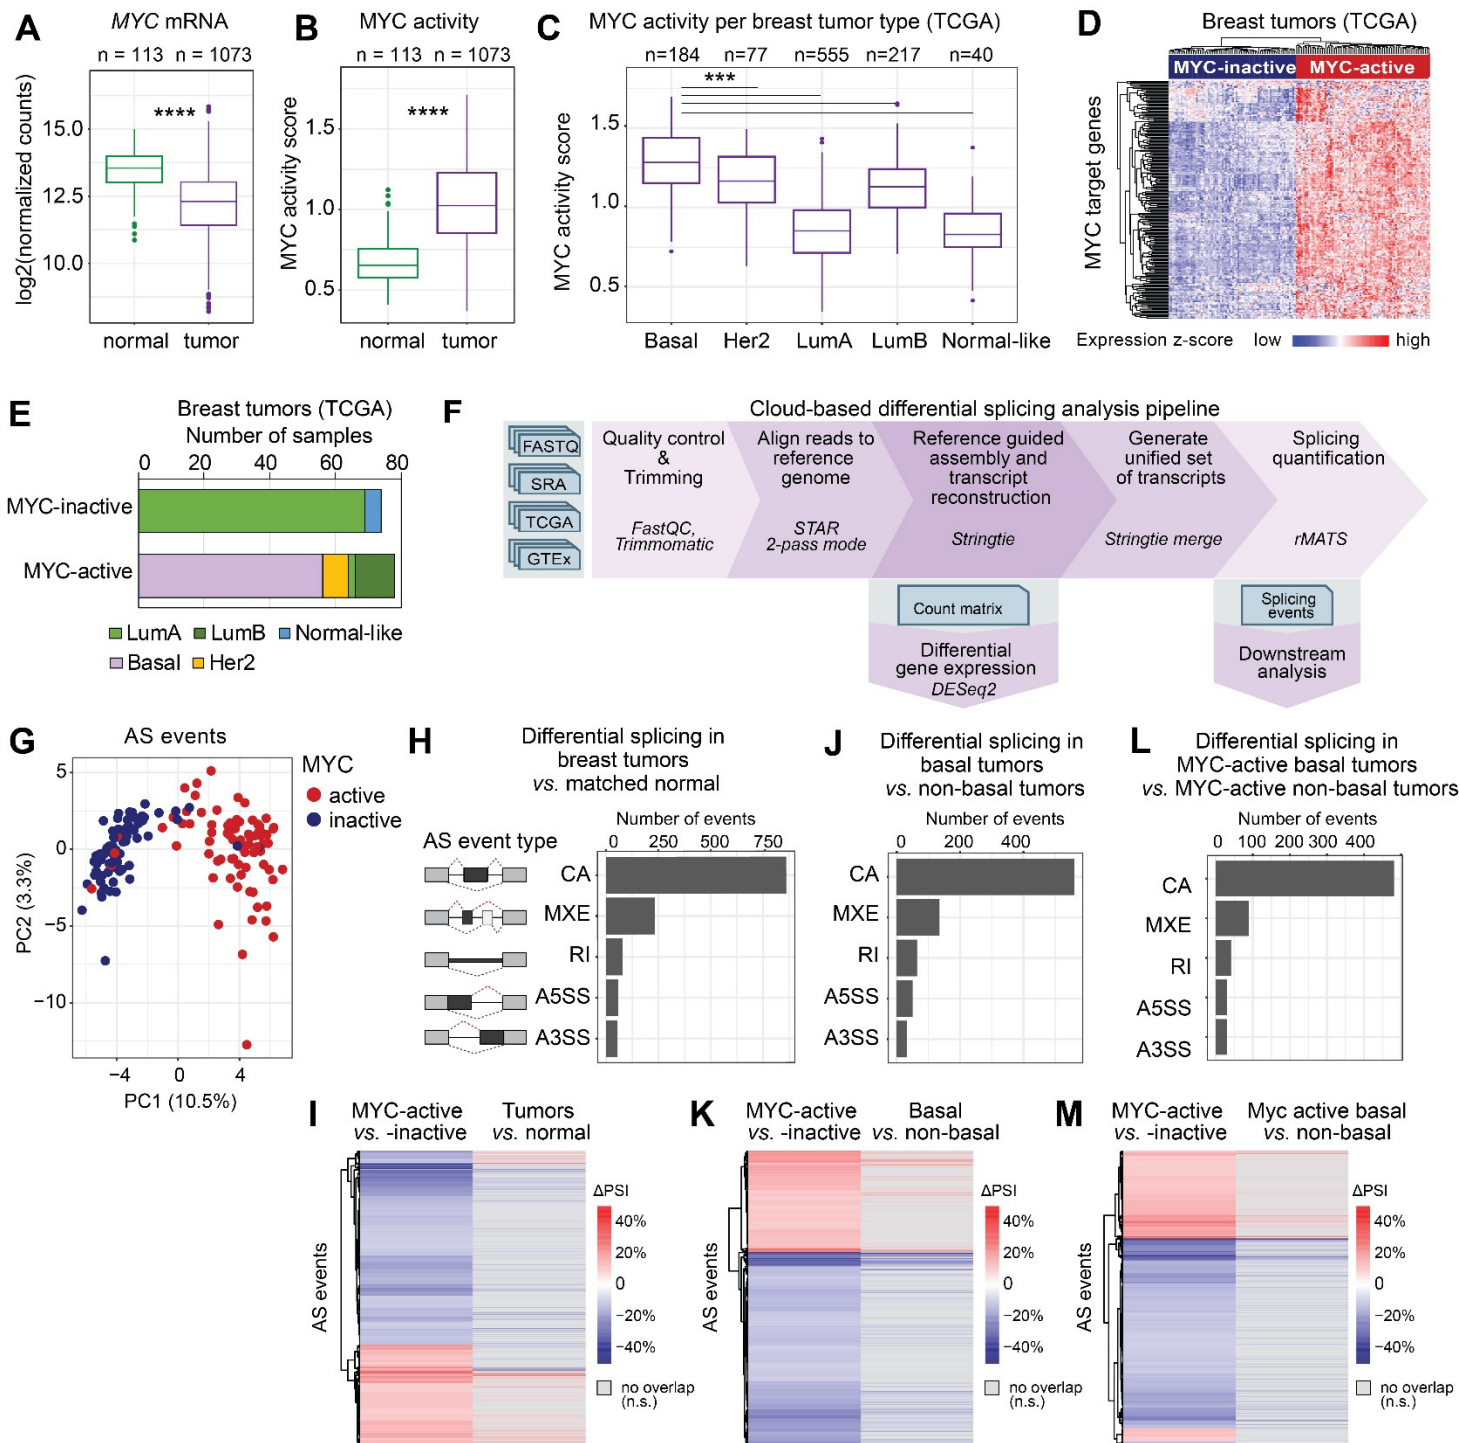 A
MYC mRNA
n = 113 n = 1073
****
log2(normalized counts)
15.0
12.5
10.0
normal tumor
B
MYC activity
n = 113 n = 1073
****
MYC activity score
1.5
1.0
0.5
normal tumor
C
MYC activity per breast tumor type (TCGA)
n=184 n=77 n=555 n=217 n=40
***
MYC activity score
1.5
1.0
0.5
Basal Her2 LumA LumB Normal-like
D
Breast tumors (TCGA)
MYC-inactive MYC-active
MYC target genes
Expression z-score low high
E
Breast tumors (TCGA)
Number of samples
0 20 40 60 80
MYC-inactive
MYC-active
LumA LumB Normal-like
Basal Her2
F
Cloud-based differential splicing analysis pipeline
FASTQ
SRA
TCGA
GTEx
Quality control
&
Trimming
FastQC,
Trimmomatic
Align reads to
reference
genome
STAR
2-pass mode
Reference guided
assembly and
transcript
reconstruction
Stringtie
Generate
unified set
of transcripts
Stringtie merge
Splicing
quantification
rMATS
Count matrix
Differential
gene expression
DESeq2
Splicing
events
Downstream
analysis
G
AS events
MYC
active
inactive
PC2 (3.3%)
5
0
−5
−10
−4 0 4
PC1 (10.5%)
H
Differential splicing in
breast tumors
vs. matched normal
Number of events
0 250 500 750
AS event type
CA
MXE
RI
A5SS
A3SS
J
Differential splicing in
basal tumors
vs. non-basal tumors
Number of events
0 200 400
CA
MXE
RI
A5SS
A3SS
L
Differential splicing in
MYC-active basal tumors
vs. MYC-active non-basal tumors
Number of events
0 100 200 300 400
CA
MXE
RI
A5SS
A3SS
I
MYC-active
vs. -inactive
Tumors
vs. normal
AS events
ΔPSI
40%
20%
0
−20%
−40%
no overlap
(n.s.)
K
MYC-active
vs. -inactive
Basal
vs. non-basal
AS events
ΔPSI
40%
20%
0
−20%
−40%
no overlap
(n.s.)
M
MYC-active
vs. -inactive
Myc active basal
vs. non-basal
AS events
ΔPSI
40%
20%
0
−20%
−40%
no overlap
(n.s.)